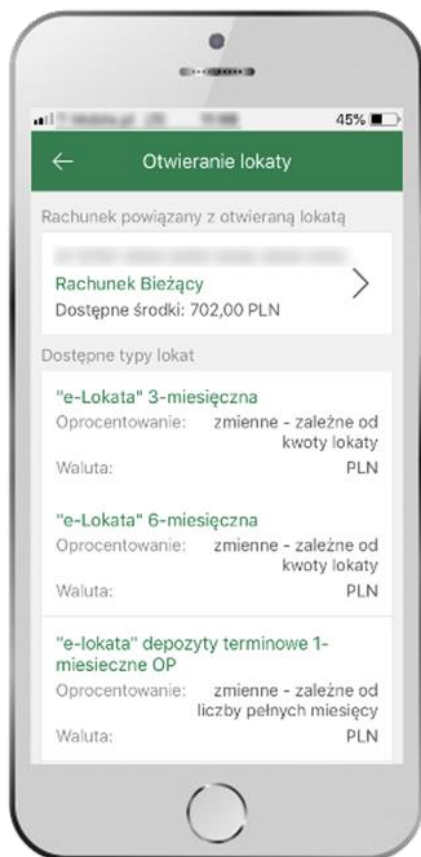 45%
Otwieranie lokaty
Rachunek powiązany z otwieraną lokatą
Rachunek Bieżący
Dostępne środki: 702,00 PLN
Dostępne typy lokat
"e-Lokata" 3-miesięczna
Oprocentowanie: zmienne - zależne od
kwoty lokaty
Waluta: PLN
"e-Lokata" 6-miesięczna
Oprocentowanie: zmienne - zależne od
kwoty lokaty
Waluta: PLN
"e-lokata" depozyty terminowe 1-
miesieczne OP
Oprocentowanie: zmienne - zależne od
liczby pełnych miesięcy
Waluta: PLN